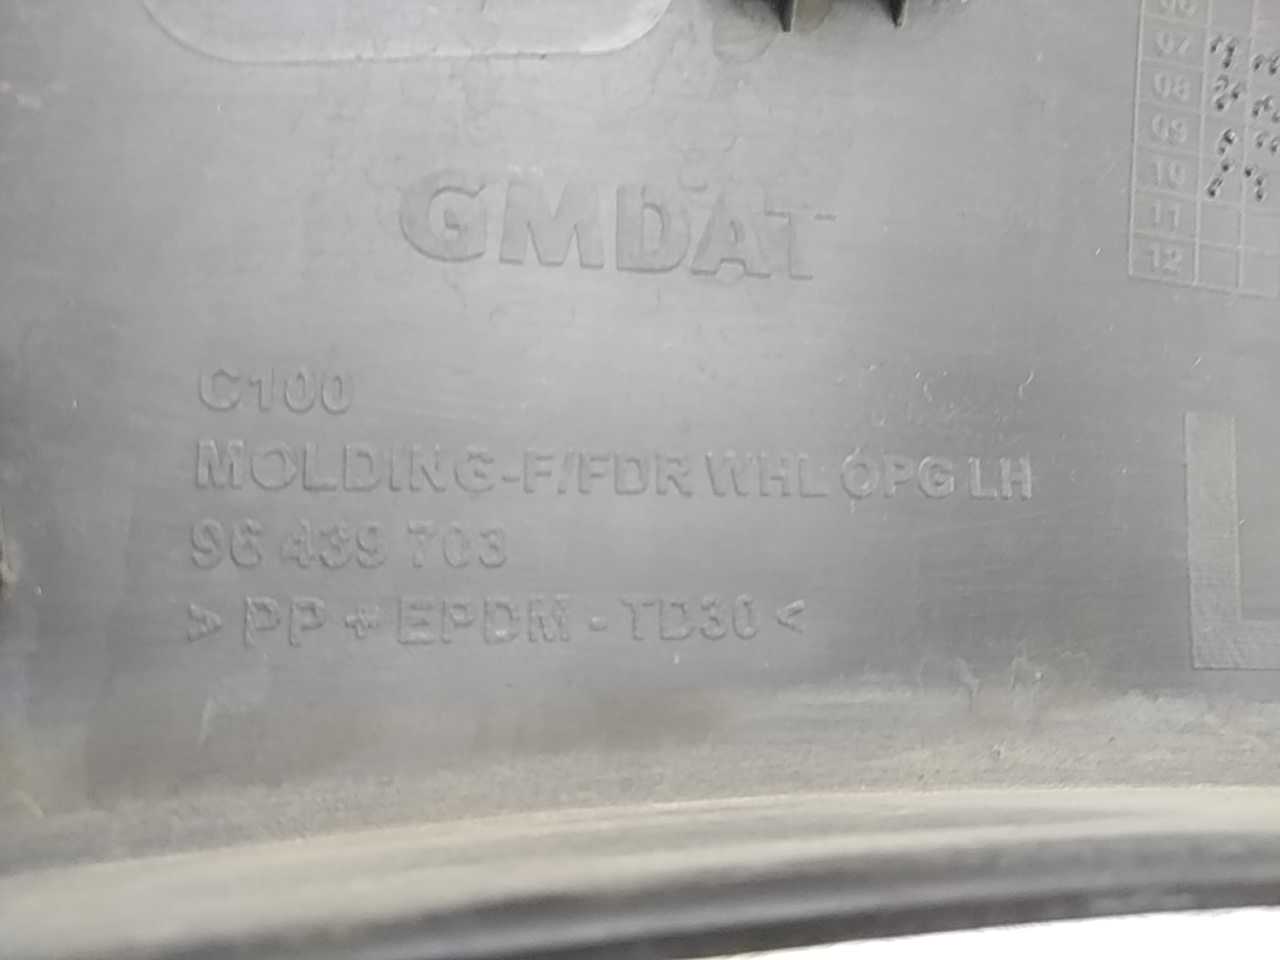 GMDAT
C100
MOLDING-F/FDR WHL OPG LH
96 439 703
> PP + EPDM - TD30 <
07
08
09
10
11
12